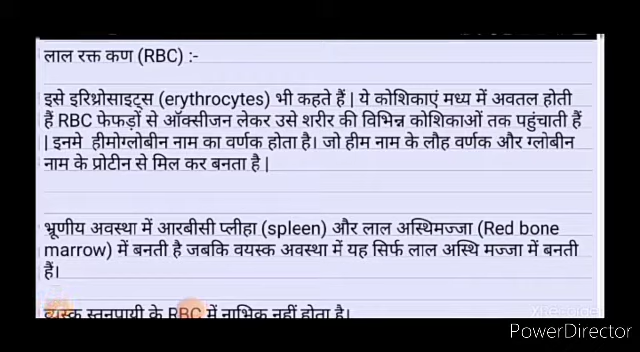 लाल रक्त कण (RBC) :-
इसे इरिथ्रोसाइट्स (erythrocytes) भी कहते हैं | ये कोशिकाएं मध्य में अवतल होती
हैं RBC फेफड़ों से ऑक्सीजन लेकर उसे शरीर की विभिन्न कोशिकाओं तक पहुंचाती हैं
| इनमे हीमोग्लोबीन नाम का वर्णक होता है। जो हीम नाम के लौह वर्णक और ग्लोबीन
नाम के प्रोटीन से मिल कर बनता है |
भ्रूणीय अवस्था में आरबीसी प्लीहा (spleen) और लाल अस्थिमज्जा (Red bone
marrow) में बनती है जबकि वयस्क अवस्था में यह सिर्फ लाल अस्थि मज्जा में बनती
हैं।
व्यस्क स्तनपायी के RBC में नाभिक नहीं होता है।
PowerDirector